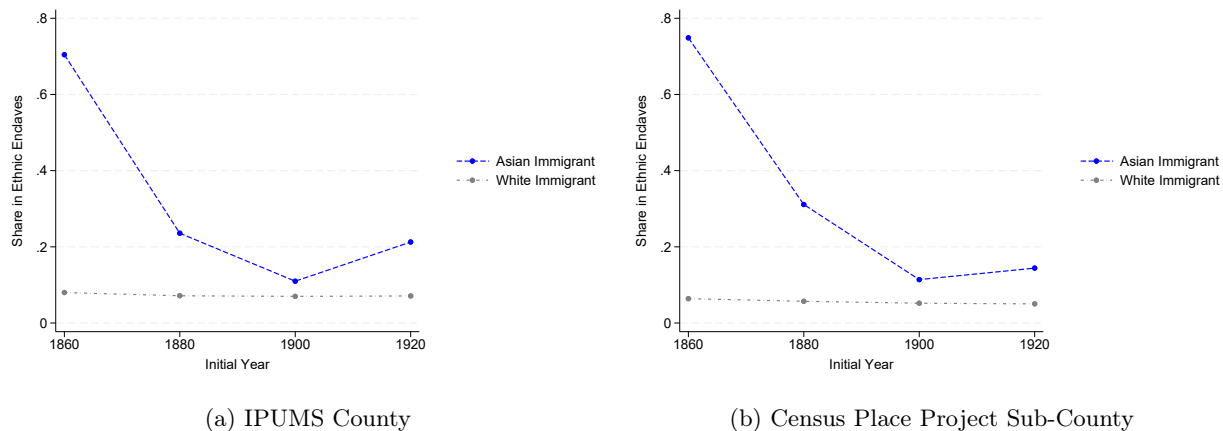 Share in Ethnic Enclaves
.8
.6
.4
.2
0
1860 1880 1900 1920
Initial Year
Asian Immigrant
White Immigrant
(a) IPUMS County
Share in Ethnic Enclaves
.8
.6
.4
.2
0
1860 1880 1900 1920
Initial Year
Asian Immigrant
White Immigrant
(b) Census Place Project Sub-County